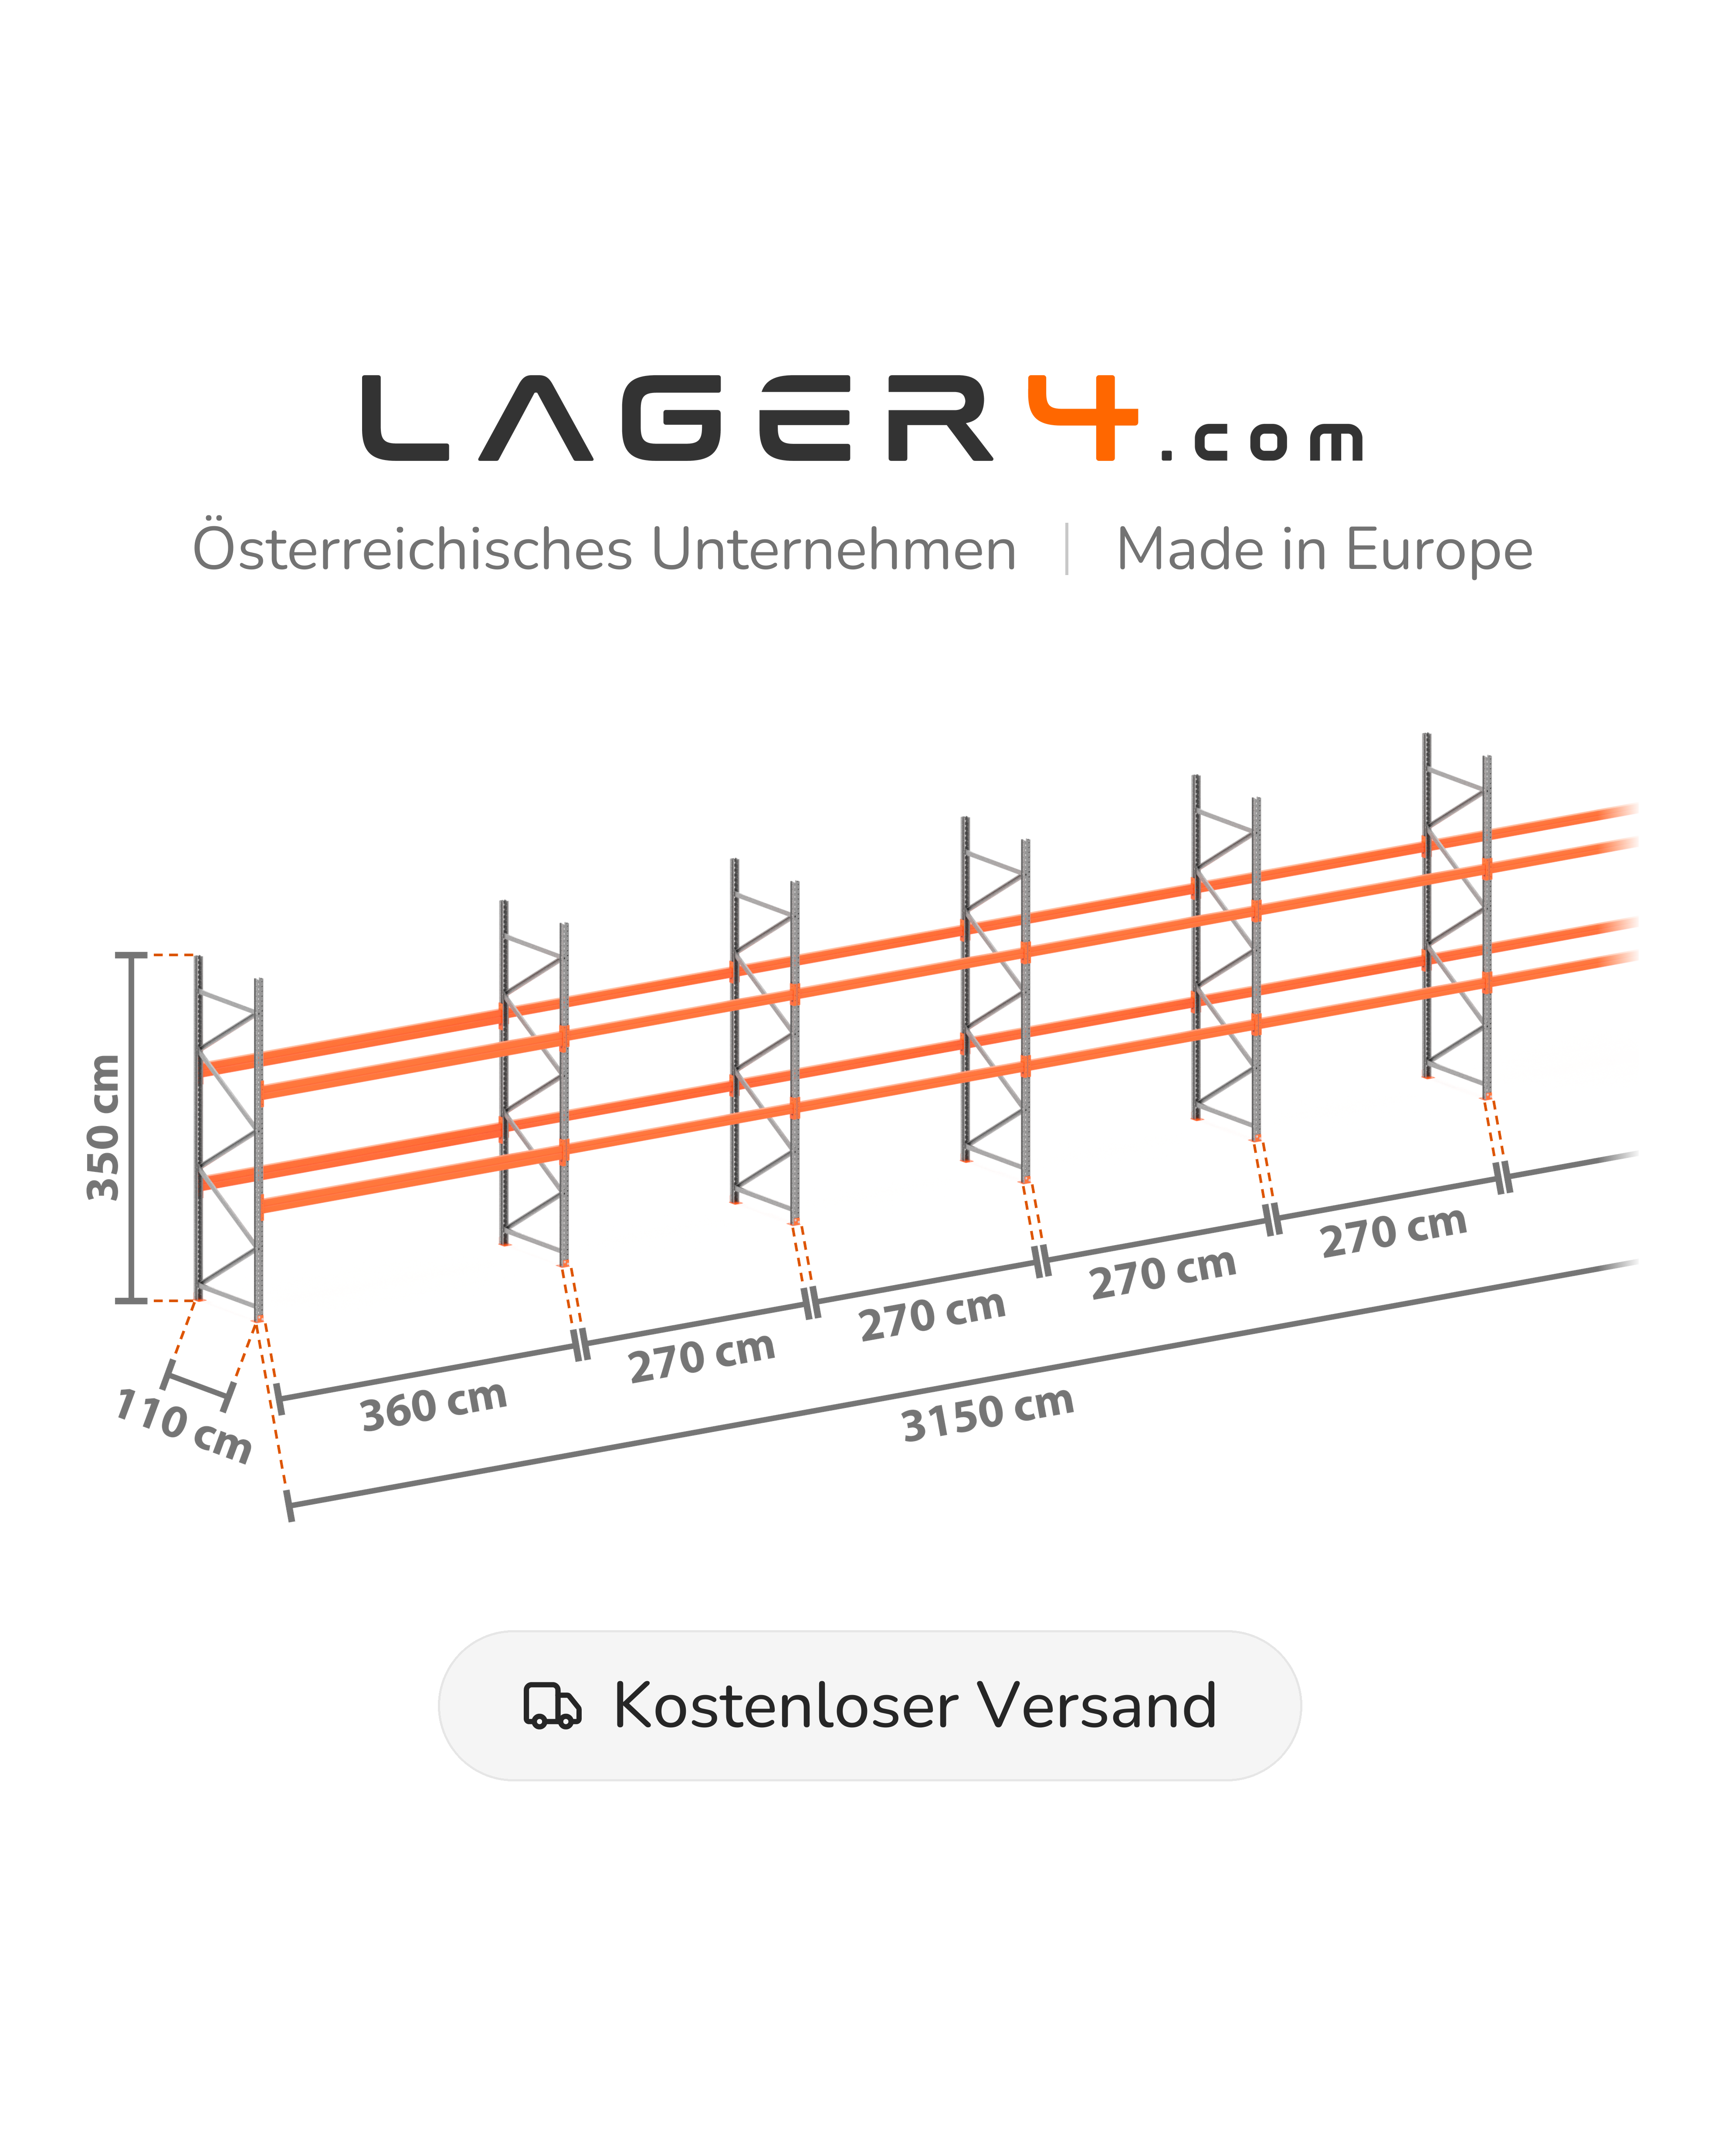 LAGER4.com
Österreichisches Unternehmen | Made in Europe
350 cm
110 cm
360 cm
270 cm
270 cm
270 cm
270 cm
3150 cm
Kostenloser Versand